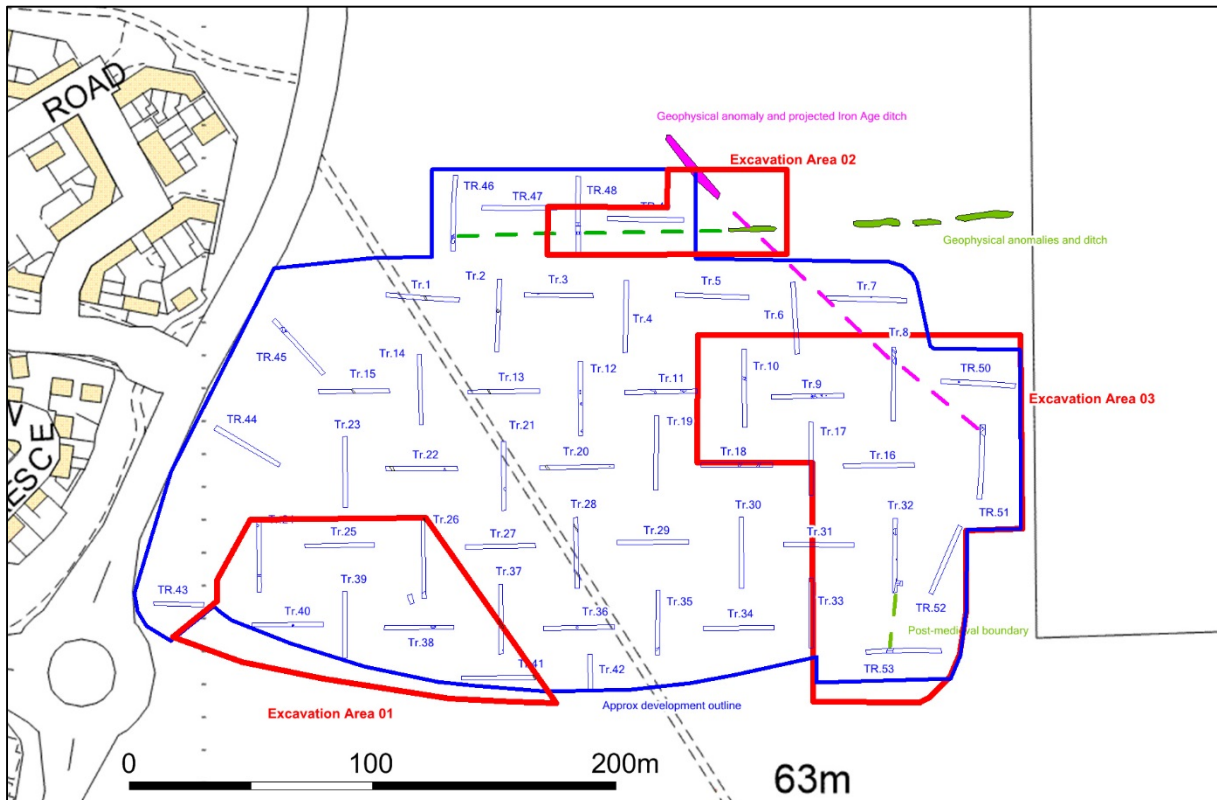 ROAD
Geophysical anomaly and projected Iron Age ditch
Excavation Area 02
TR.46
TR.47
TR.48
TR.4
Geophysical anomalies and ditch
Tr.1
Tr.2
Tr.3
Tr.4
Tr.5
Tr.6
Tr.7
TR.45
Tr.14
Tr.15
Tr.13
Tr.12
Tr.11
Tr.10
Tr.9
Tr.8
TR.50
Excavation Area 03
TR.44
Tr.23
Tr.22
Tr.21
Tr.20
Tr.19
Tr.18
Tr.17
Tr.16
ESCE
TR.51
Tr.25
Tr.26
Tr.27
Tr.28
Tr.29
Tr.30
Tr.31
Tr.32
TR.43
Tr.39
Tr.40
Tr.38
Tr.37
Tr.36
Tr.35
Tr.34
Tr.33
TR.52
Post-medieval boundary
TR.53
Tr.41
Tr.42
Excavation Area 01
Approx development outline
0 100 200m
63m